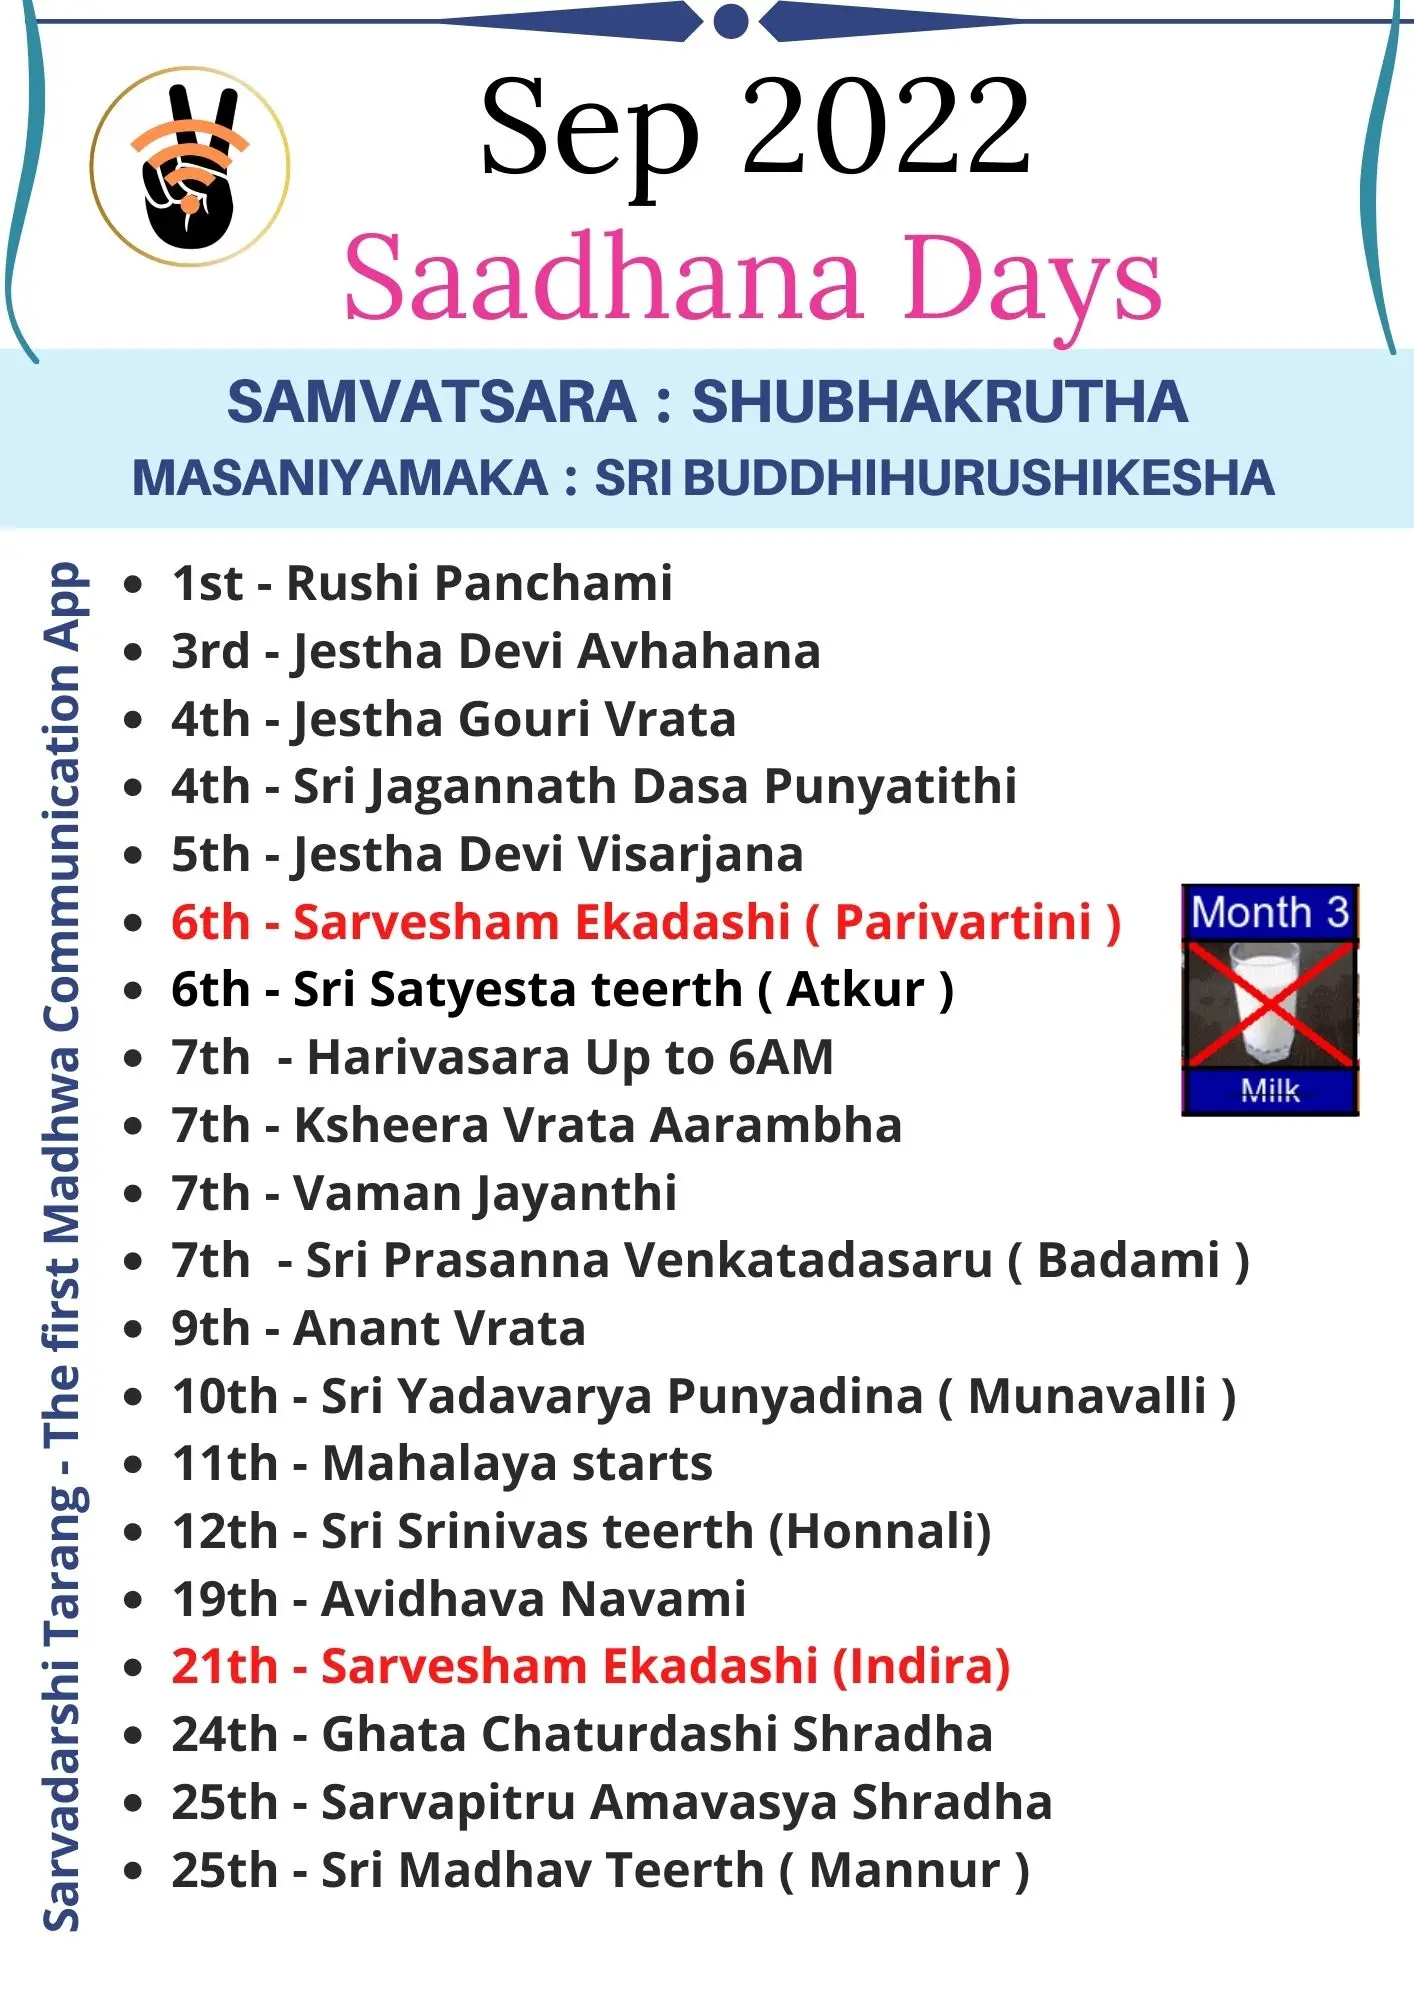 Sep 2022
Saadhana Days
SAMVATSARA : SHUBHAKRUTHA
MASANIYAMAKA : SRI BUDDHIHURUSHIKESHA
Sarvadarshi Tarang - The first Madhwa Communication App
• 1st - Rushi Panchami
• 3rd - Jestha Devi Avhahana
• 4th - Jestha Gouri Vrata
• 4th - Sri Jagannath Dasa Punyatithi
• 5th - Jestha Devi Visarjana
• 6th - Sarvesham Ekadashi ( Parivartini )
• 6th - Sri Satyesta teerth ( Atkur )
• 7th - Harivasara Up to 6AM
• 7th - Ksheera Vrata Aarambha
• 7th - Vaman Jayanthi
• 7th - Sri Prasanna Venkatadasaru ( Badami )
• 9th - Anant Vrata
• 10th - Sri Yadavarya Punyadina ( Munavalli )
• 11th - Mahalaya starts
• 12th - Sri Srinivas teerth (Honnali)
• 19th - Avidhava Navami
• 21th - Sarvesham Ekadashi (Indira)
• 24th - Ghata Chaturdashi Shradha
• 25th - Sarvapitru Amavasya Shradha
• 25th - Sri Madhav Teerth ( Mannur )
Month 3
Milk